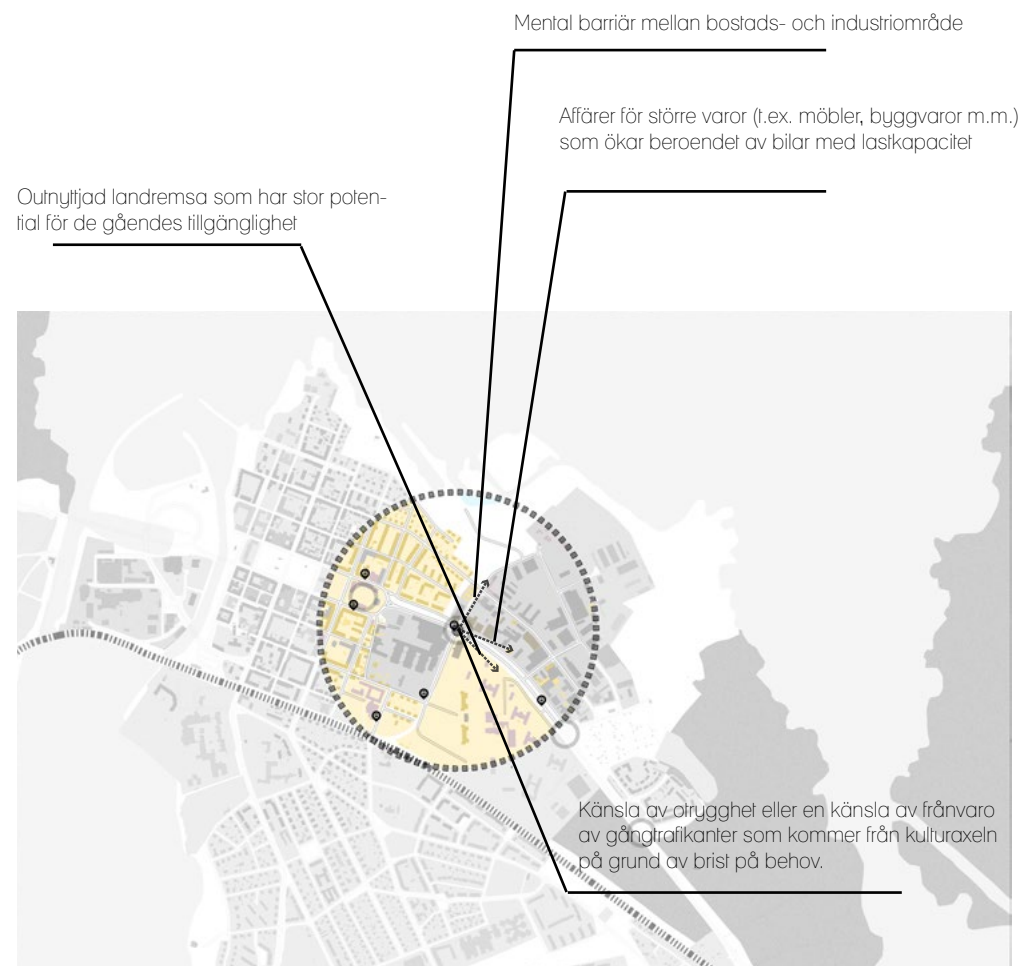 Mental barriär mellan bostads- och industriområde
Affärer för större varor (t.ex. möbler, byggvaror m.m.)
som ökar beroendet av bilar med lastkapacitet
Outnyttjad landremsa som har stor poten-
tial för de gåendes tillgänglighet
Känsla av otrygghet eller en känsla av frånvaro
av gångtrafikanter som kommer från kulturaxeln
på grund av brist på behov.